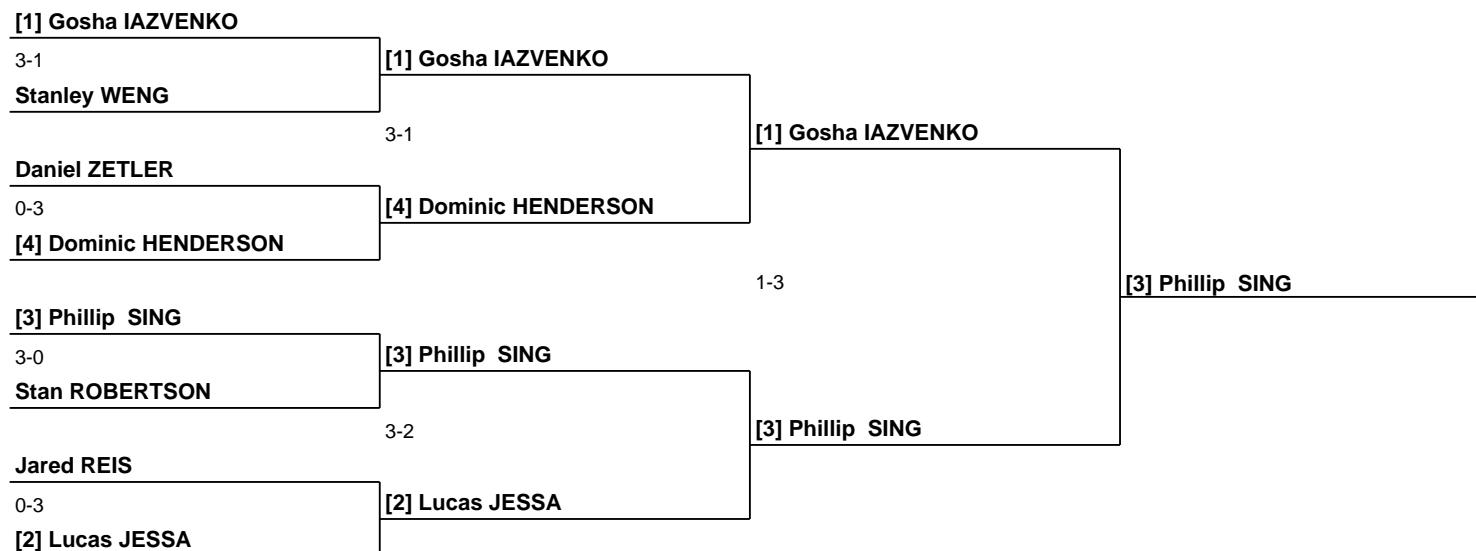 [1] Gosha IAZVENKO
3-1
[1] Gosha IAZVENKO
Stanley WENG
3-1
[1] Gosha IAZVENKO
Daniel ZETLER
0-3
[4] Dominic HENDERSON
[4] Dominic HENDERSON
1-3
[3] Phillip  SING
[3] Phillip  SING
3-0
[3] Phillip  SING
Stan ROBERTSON
3-2
[3] Phillip  SING
Jared REIS
0-3
[2] Lucas JESSA
[2] Lucas JESSA